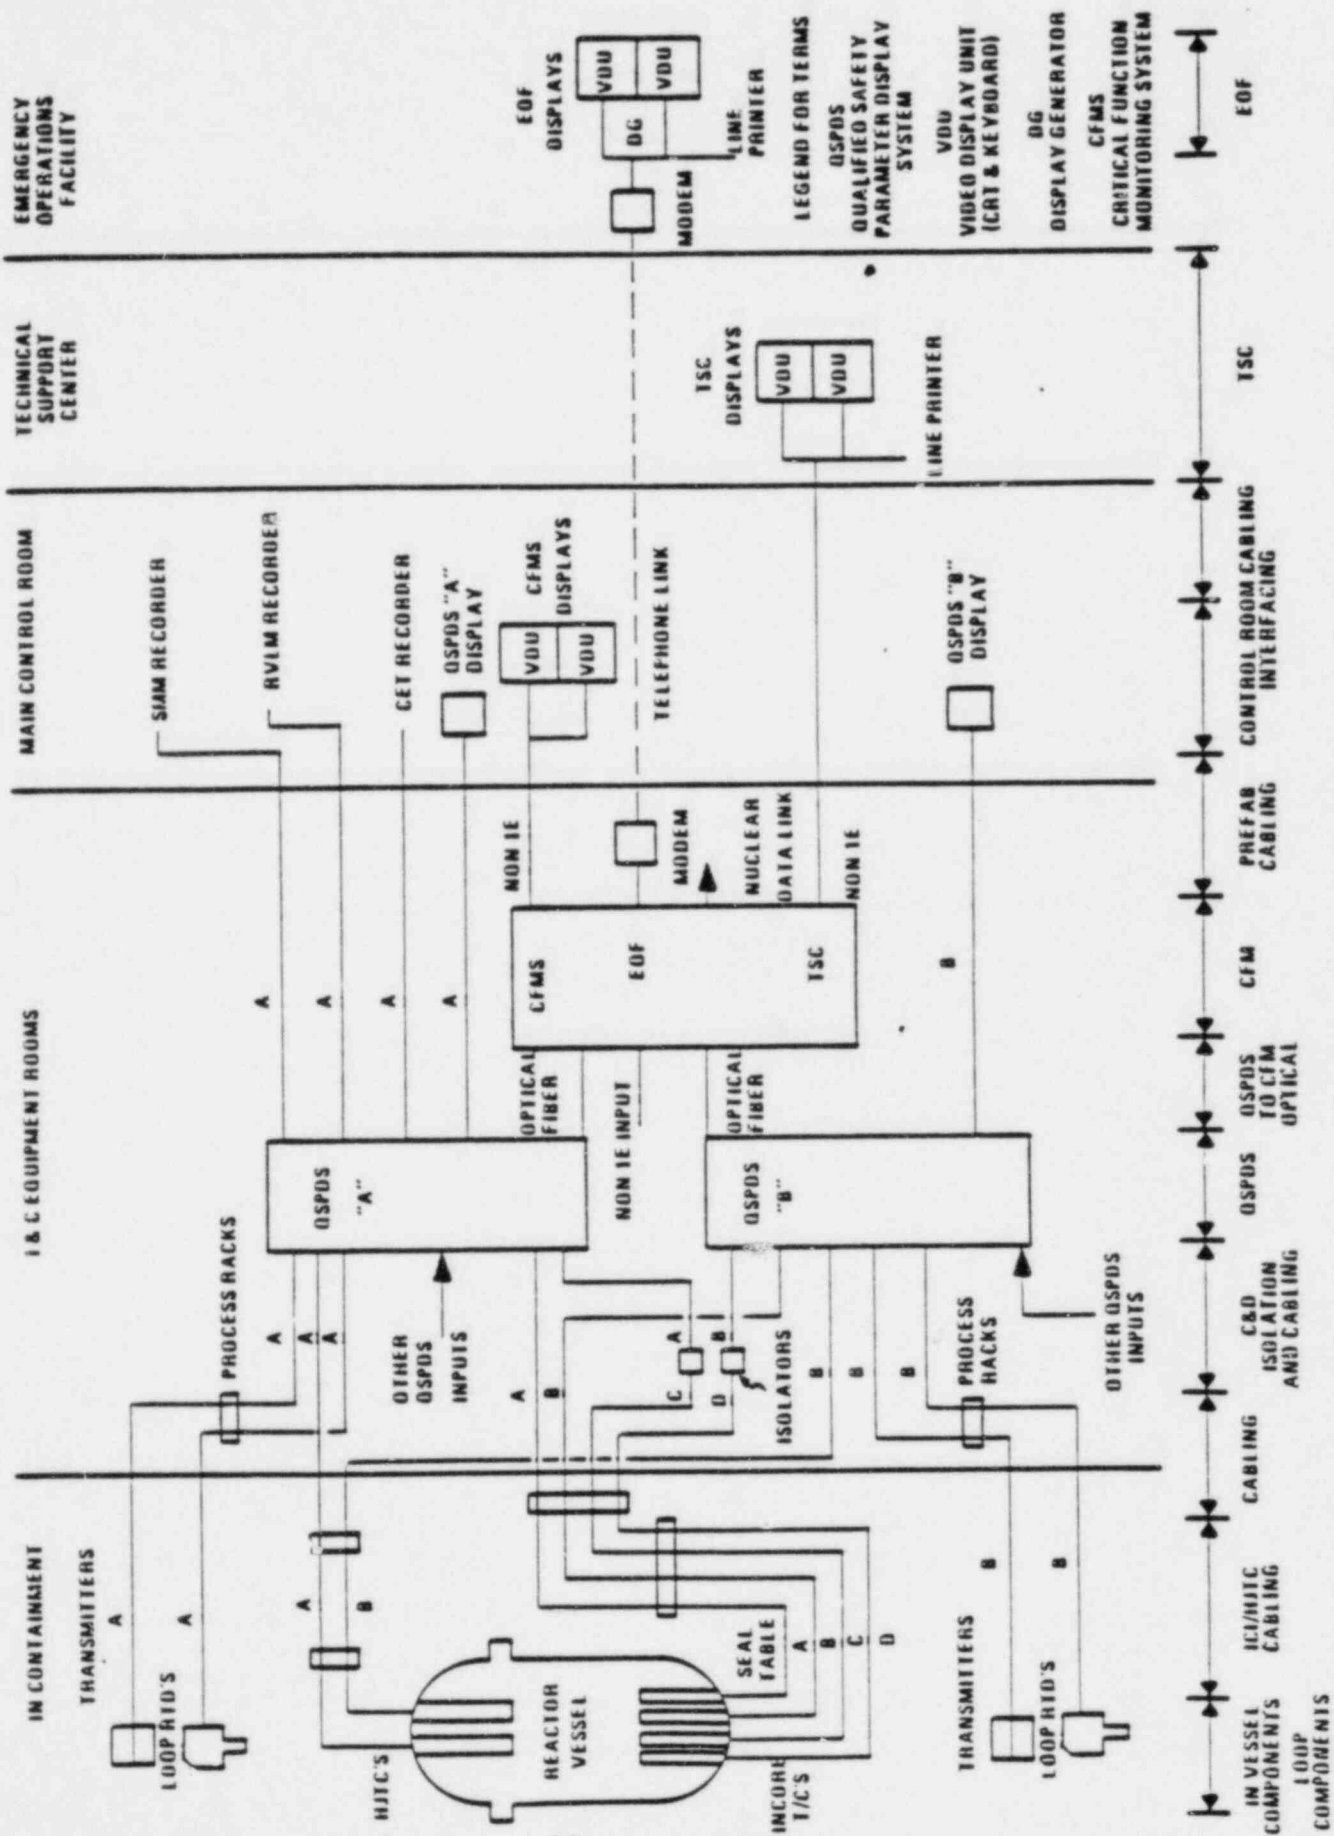 IN CONTAINMENT
I & C EQUIPMENT ROOMS
MAIN CONTROL ROOM
TECHNICAL
SUPPORT
CENTER
EMERGENCY
OPERATIONS
FACILITY
TRANSMITTERS
A
LOOP RTD'S
A
PROCESS RACKS
A
A
A
HJTC'S
A
B
REACTOR
VESSEL
SEAL
TABLE
INCORE
T/C'S
A
B
C
D
TRANSMITTERS
B
LOOP RTD'S
B
OTHER
QSPDS
INPUTS
A
B
C
A
D
B
ISOLATORS
B
B
B
PROCESS
RACKS
OTHER QSPDS
INPUTS
QSPDS
"A"
QSPDS
"B"
OPTICAL
FIBER
NON IE INPUT
OPTICAL
FIBER
A
A
A
A
CFMS
EOF
TSC
B
NON IE
MODEM
NUCLEAR
DATA LINK
NON IE
SMM RECORDER
RVLM RECORDER
CET RECORDER
QSPDS "A"
DISPLAY
VDU
VDU
CFMS
DISPLAYS
TELEPHONE LINK
QSPDS "B"
DISPLAY
TSC
DISPLAYS
VDU
VDU
LINE PRINTER
EOF
DISPLAYS
VDU
VDU
DG
LINE
PRINTER
MODEM
LEGEND FOR TERMS
QSPDS
QUALIFIED SAFETY
PARAMETER DISPLAY
SYSTEM
VDU
VIDEO DISPLAY UNIT
(CRT & KEYBOARD)
DG
DISPLAY GENERATOR
CFMS
CRITICAL FUNCTION
MONITORING SYSTEM
IN VESSEL
COMPONENTS
LOOP
COMPONENTS
ICI/HJTC
CABLING
CABLING
C&D
ISOLATION
AND CABLING
QSPDS
QSPDS
TO CFM
OPTICAL
CFM
PREFAB
CABLING
CONTROL ROOM CABLING
INTERFACING
TSC
EOF